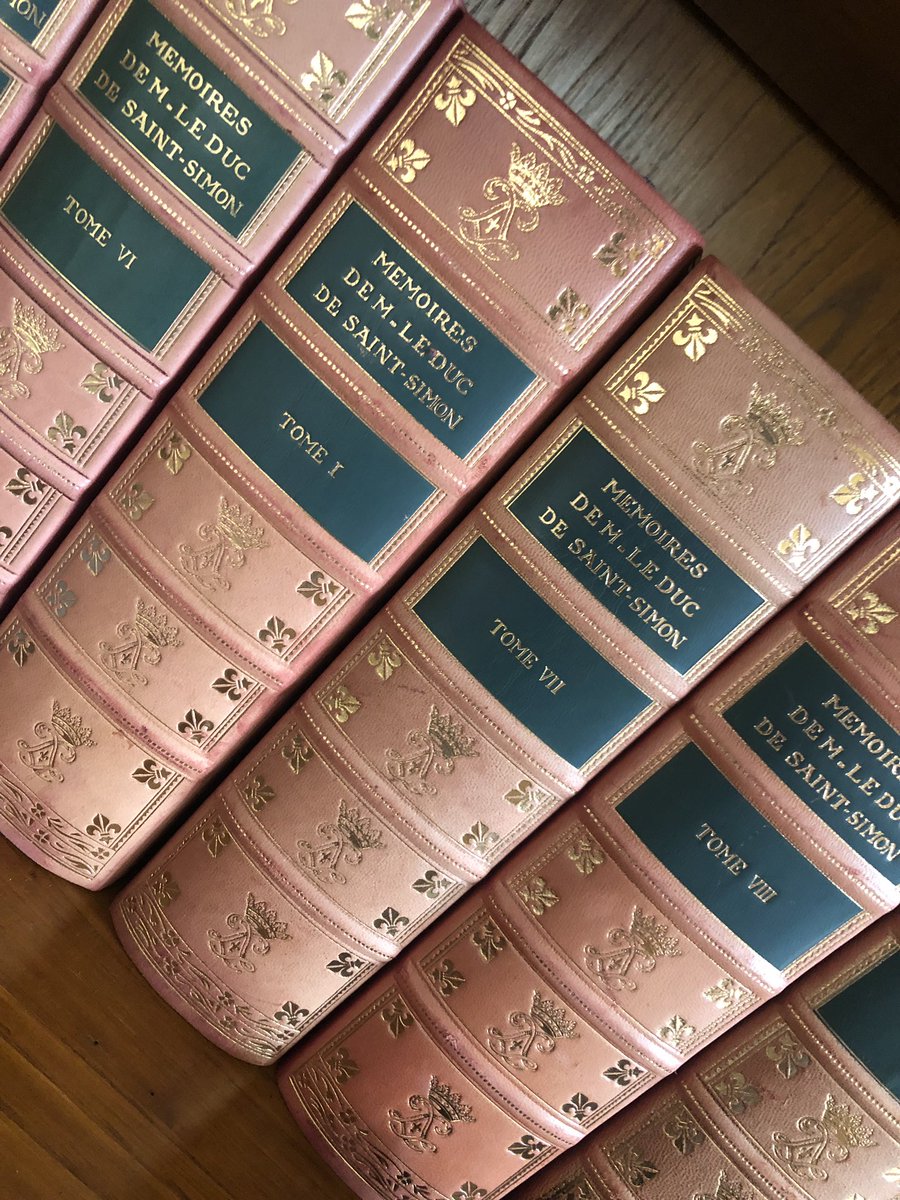 MEMOIRES
DE M. LE DUC
DE SAINT-SIMON
TOME VI
MEMOIRES
DE M. LE DUC
DE SAINT-SIMON
TOME I
MEMOIRES
DE M. LE DUC
DE SAINT-SIMON
TOME VII
MEMOIRES
DE M. LE DUC
DE SAINT-SIMON
TOME VIII